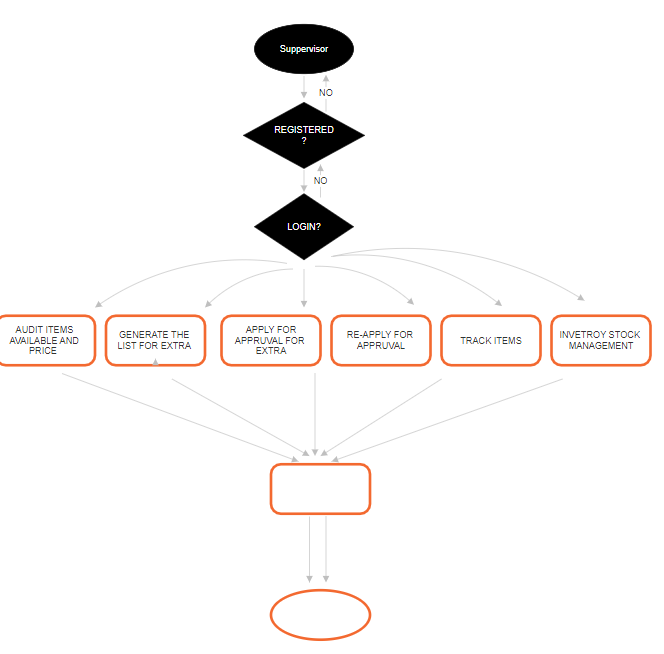 Suppervisor
NO
REGISTERED
?
NO
LOGIN?
AUDIT ITEMS
AVAILABLE AND
PRICE
GENERATE THE
LIST FOR EXTRA
APPLY FOR
APPRUVAL FOR
EXTRA
RE-APPLY FOR
APPRUVAL
TRACK ITEMS
INVETROY STOCK
MANAGEMENT